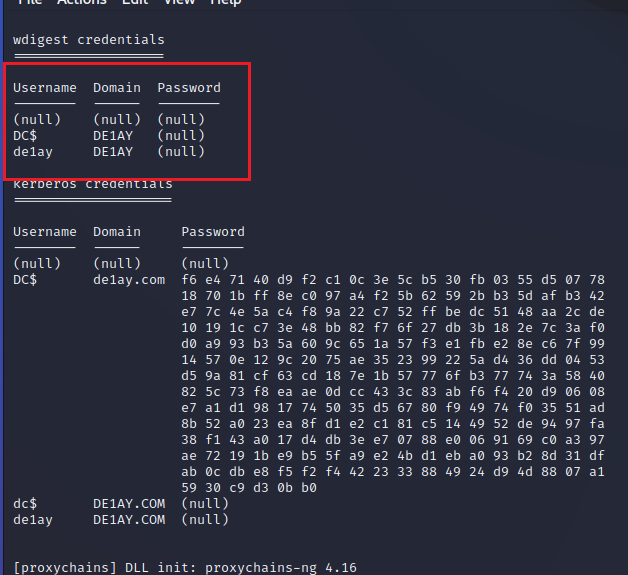 File Actions Edit View Help
wdigest credentials
===================
Username Domain Password
-------- ------ --------
(null) (null) (null)
DC$ DE1AY (null)
de1ay DE1AY (null)
kerberos credentials
====================
Username Domain Password
-------- ------ --------
(null) (null) (null)
DC$ de1ay.com f6 e4 71 40 d9 f2 c1 0c 3e 5c b5 30 fb 03 55 d5 07 78
18 70 1b ff 8e c0 97 a4 f2 5b 62 59 2b b3 5d af b3 42
e7 7c 4e 5a c4 f8 9a 22 c7 52 ff be dc 51 48 aa 2c de
10 19 1c c7 3e 48 bb 82 f7 6f 27 db 3b 18 2e 7c 3a f0
d0 a9 93 b3 5a 60 9c 65 1a 57 f3 e1 fb e2 8e c6 7f 99
14 57 0e 12 9c 20 75 ae 35 23 99 22 5a d4 36 dd 04 53
d5 9a 81 cf 63 cd 18 7e 1b 57 77 6f b3 77 74 3a 58 40
82 5c 73 f8 ea ae 0d cc 43 3c 83 ab f6 f4 20 d9 06 08
e7 a1 d1 98 17 74 50 35 d5 67 80 f9 49 74 f0 35 51 ad
8b 52 a0 23 ea 8f d1 e2 c1 81 c5 14 49 52 de 94 97 fa
38 f1 43 a0 17 d4 db 3e e7 07 88 e0 06 91 69 c0 a3 97
ae 72 19 1b e9 b5 5f a9 e2 4b d1 eb a0 93 b2 8d 31 df
ab 0c db e8 f5 f2 f4 42 23 33 88 49 24 d9 4d 88 07 a1
59 30 c9 d3 0b b0
dc$ DE1AY.COM (null)
de1ay DE1AY.COM (null)
[proxychains] DLL init: proxychains-ng 4.16